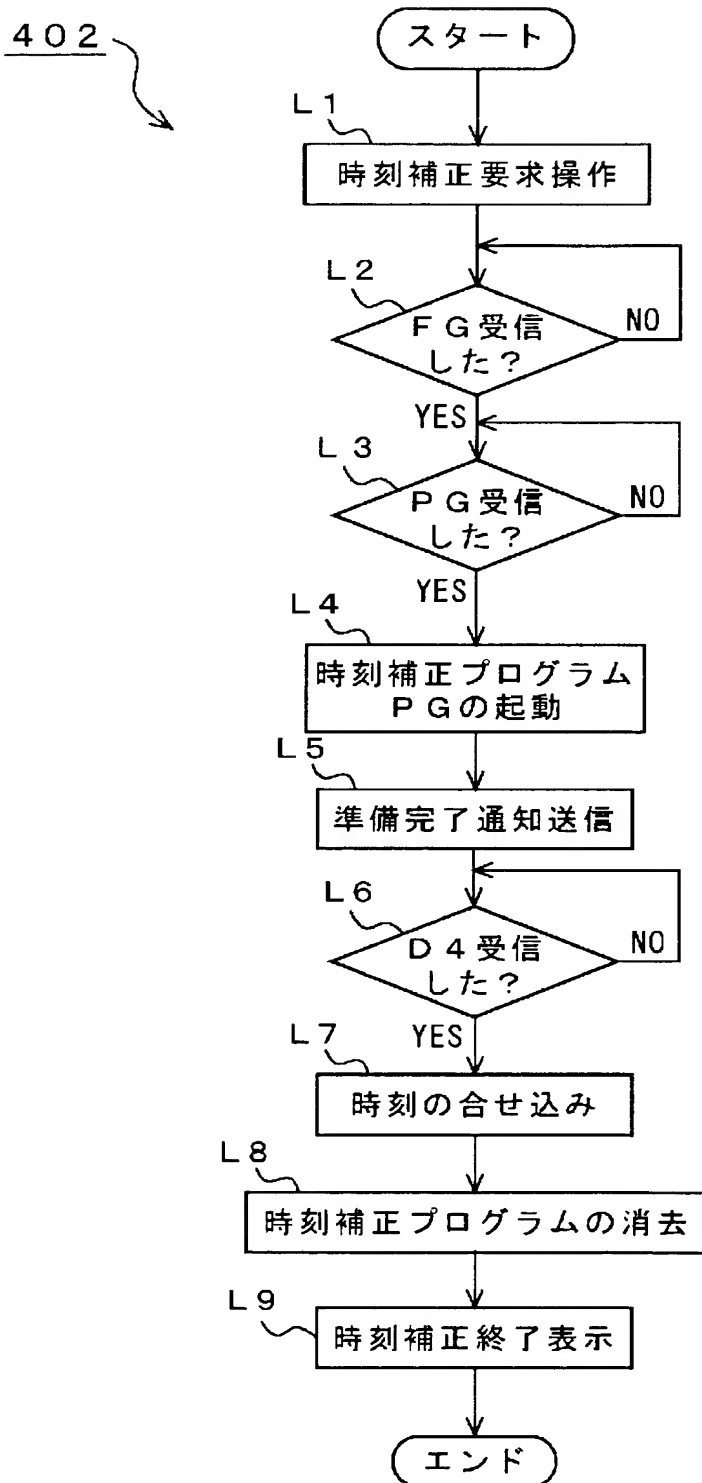 402
スタート
L1
時刻補正要求操作
L2
FG受信
した?
NO
YES
L3
PG受信
した?
NO
YES
L4
時刻補正プログラム
PGの起動
L5
準備完了通知送信
L6
D4受信
した?
NO
YES
L7
時刻の合せ込み
L8
時刻補正プログラムの消去
L9
時刻補正終了表示
エンド